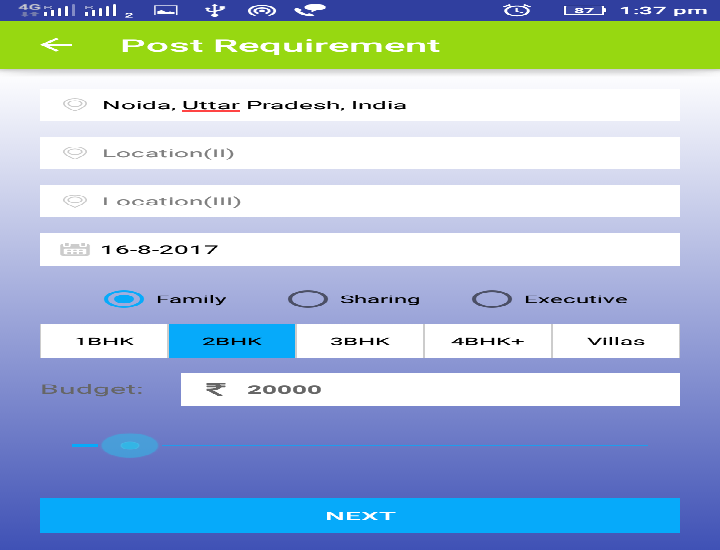 4G 2 87 1:37 pm
Post Requirement
Noida, Uttar Pradesh, India
Location(II)
Location(III)
16-8-2017
Family Sharing Executive
1BHK 2BHK 3BHK 4BHK+ Villas
Budget: ₹ 20000
NEXT